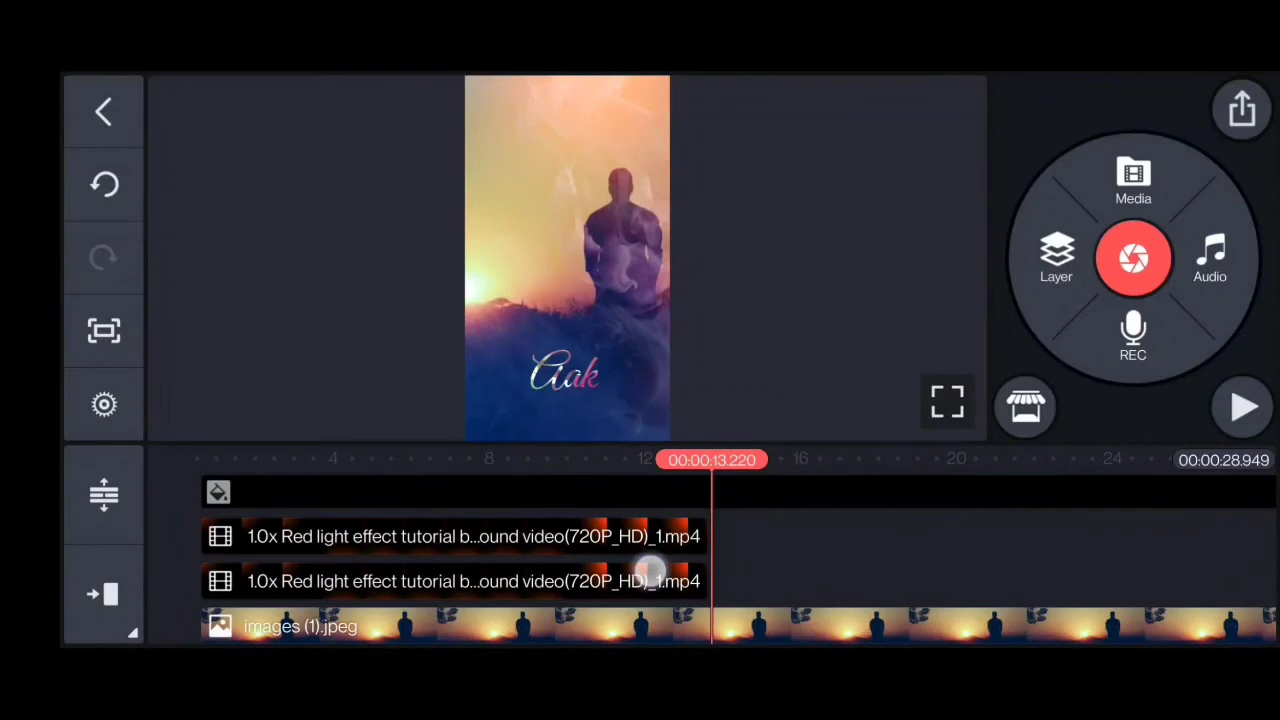 Media
Layer
Audio
REC
Aak
4
8
12
00:00:13.220
16
20
24
00:00:28.949
1.0x Red light effect tutorial b...ound video(720P_HD)_1.mp4
1.0x Red light effect tutorial b...ound video(720P_HD)_1.mp4
images (1).jpeg